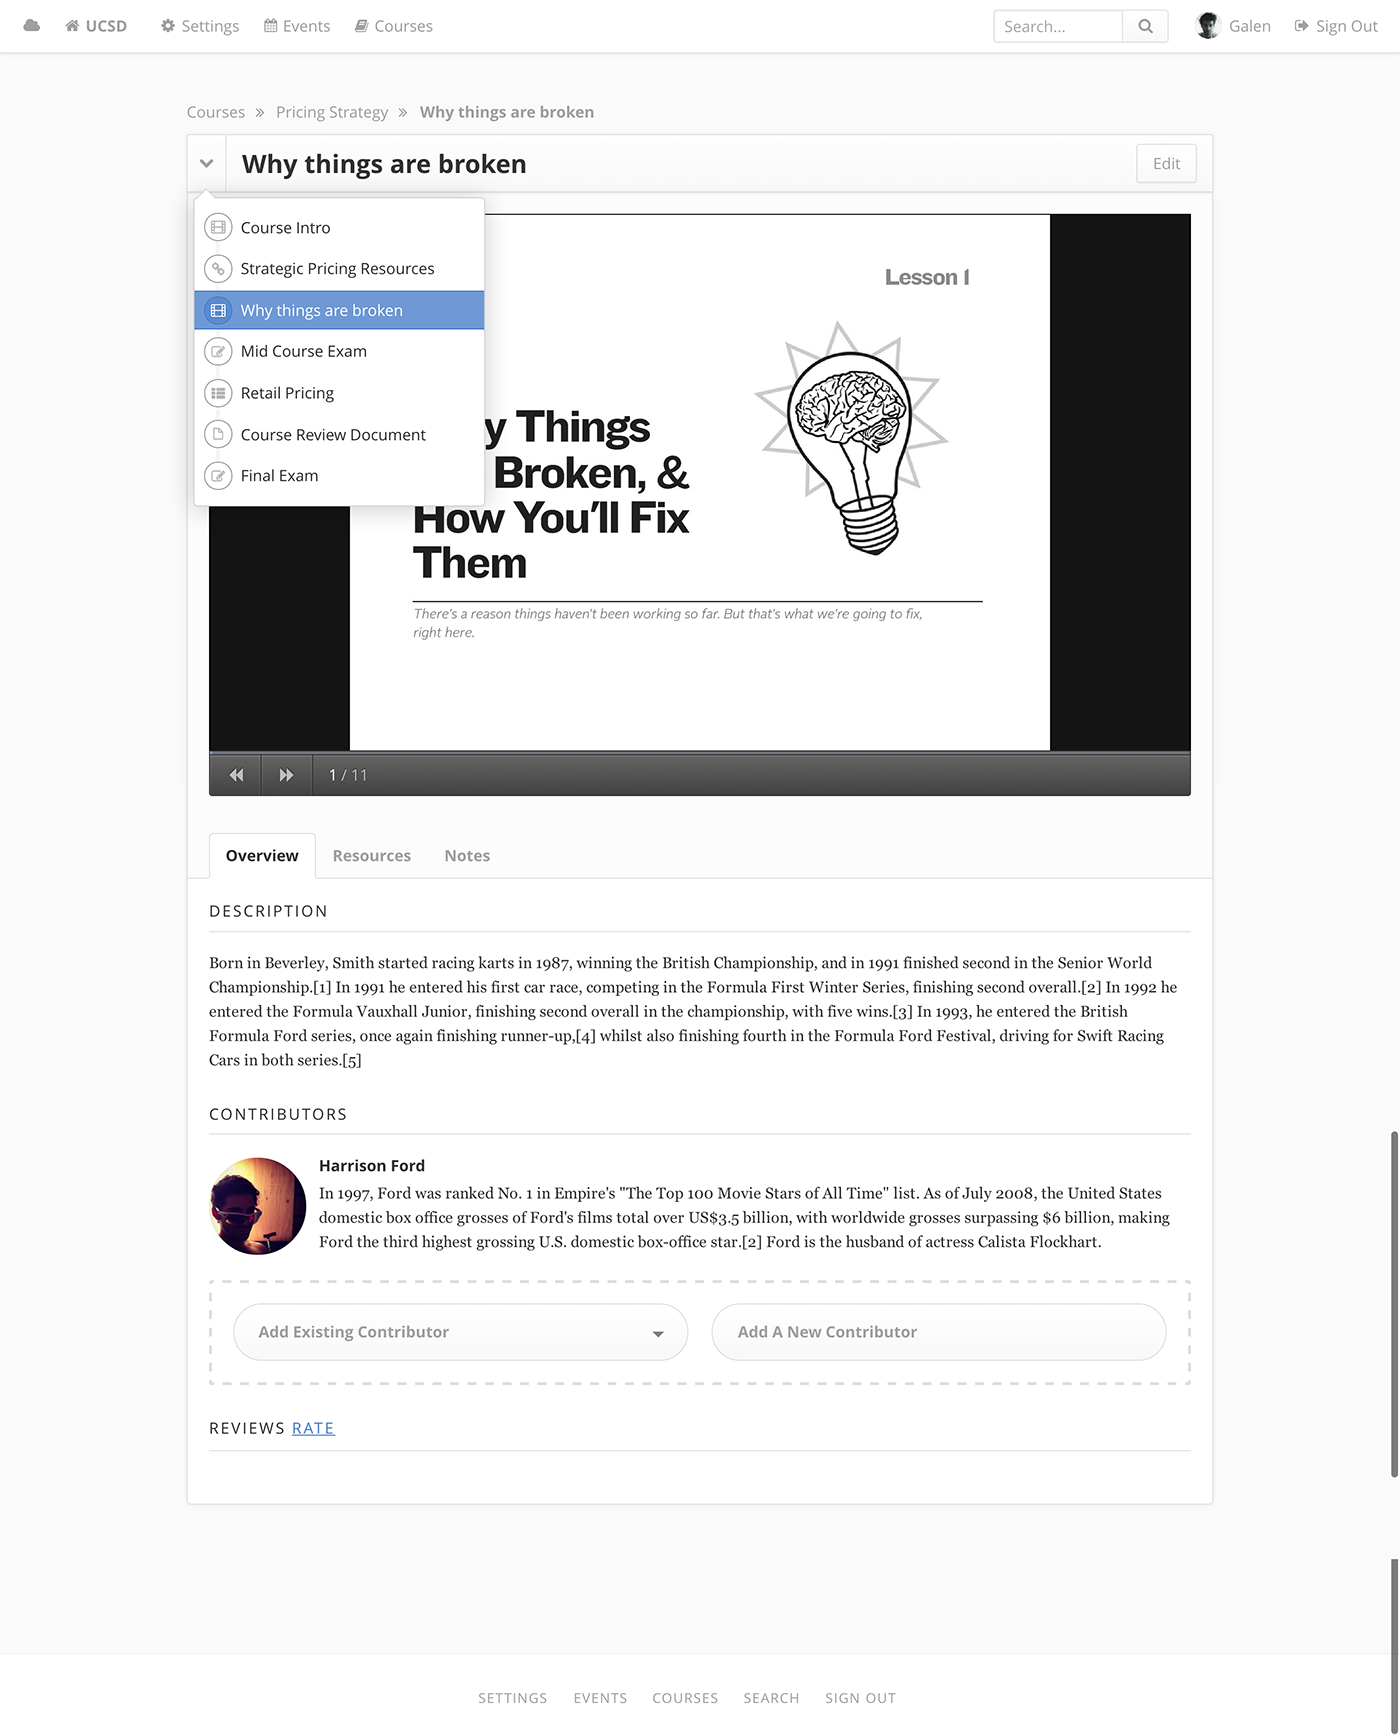 UCSD Settings Events Courses Search... Galen Sign Out
Courses » Pricing Strategy » Why things are broken
Why things are broken
Edit
Course Intro
Strategic Pricing Resources
Why things are broken
Mid Course Exam
Retail Pricing
Course Review Document
Final Exam
Lesson 1
y Things
Broken, &
How You'll Fix
Them
There's a reason things haven't been working so far. But that's what we're going to fix,
right here.
1 / 11
Overview Resources Notes
DESCRIPTION
Born in Beverley, Smith started racing karts in 1987, winning the British Championship, and in 1991 finished second in the Senior World
Championship.[1] In 1991 he entered his first car race, competing in the Formula First Winter Series, finishing second overall.[2] In 1992 he
entered the Formula Vauxhall Junior, finishing second overall in the championship, with five wins.[3] In 1993, he entered the British
Formula Ford series, once again finishing runner-up,[4] whilst also finishing fourth in the Formula Ford Festival, driving for Swift Racing
Cars in both series.[5]
CONTRIBUTORS
Harrison Ford
In 1997, Ford was ranked No. 1 in Empire's "The Top 100 Movie Stars of All Time" list. As of July 2008, the United States
domestic box office grosses of Ford's films total over US$3.5 billion, with worldwide grosses surpassing $6 billion, making
Ford the third highest grossing U.S. domestic box-office star.[2] Ford is the husband of actress Calista Flockhart.
Add Existing Contributor
Add A New Contributor
REVIEWS RATE
SETTINGS EVENTS COURSES SEARCH SIGN OUT